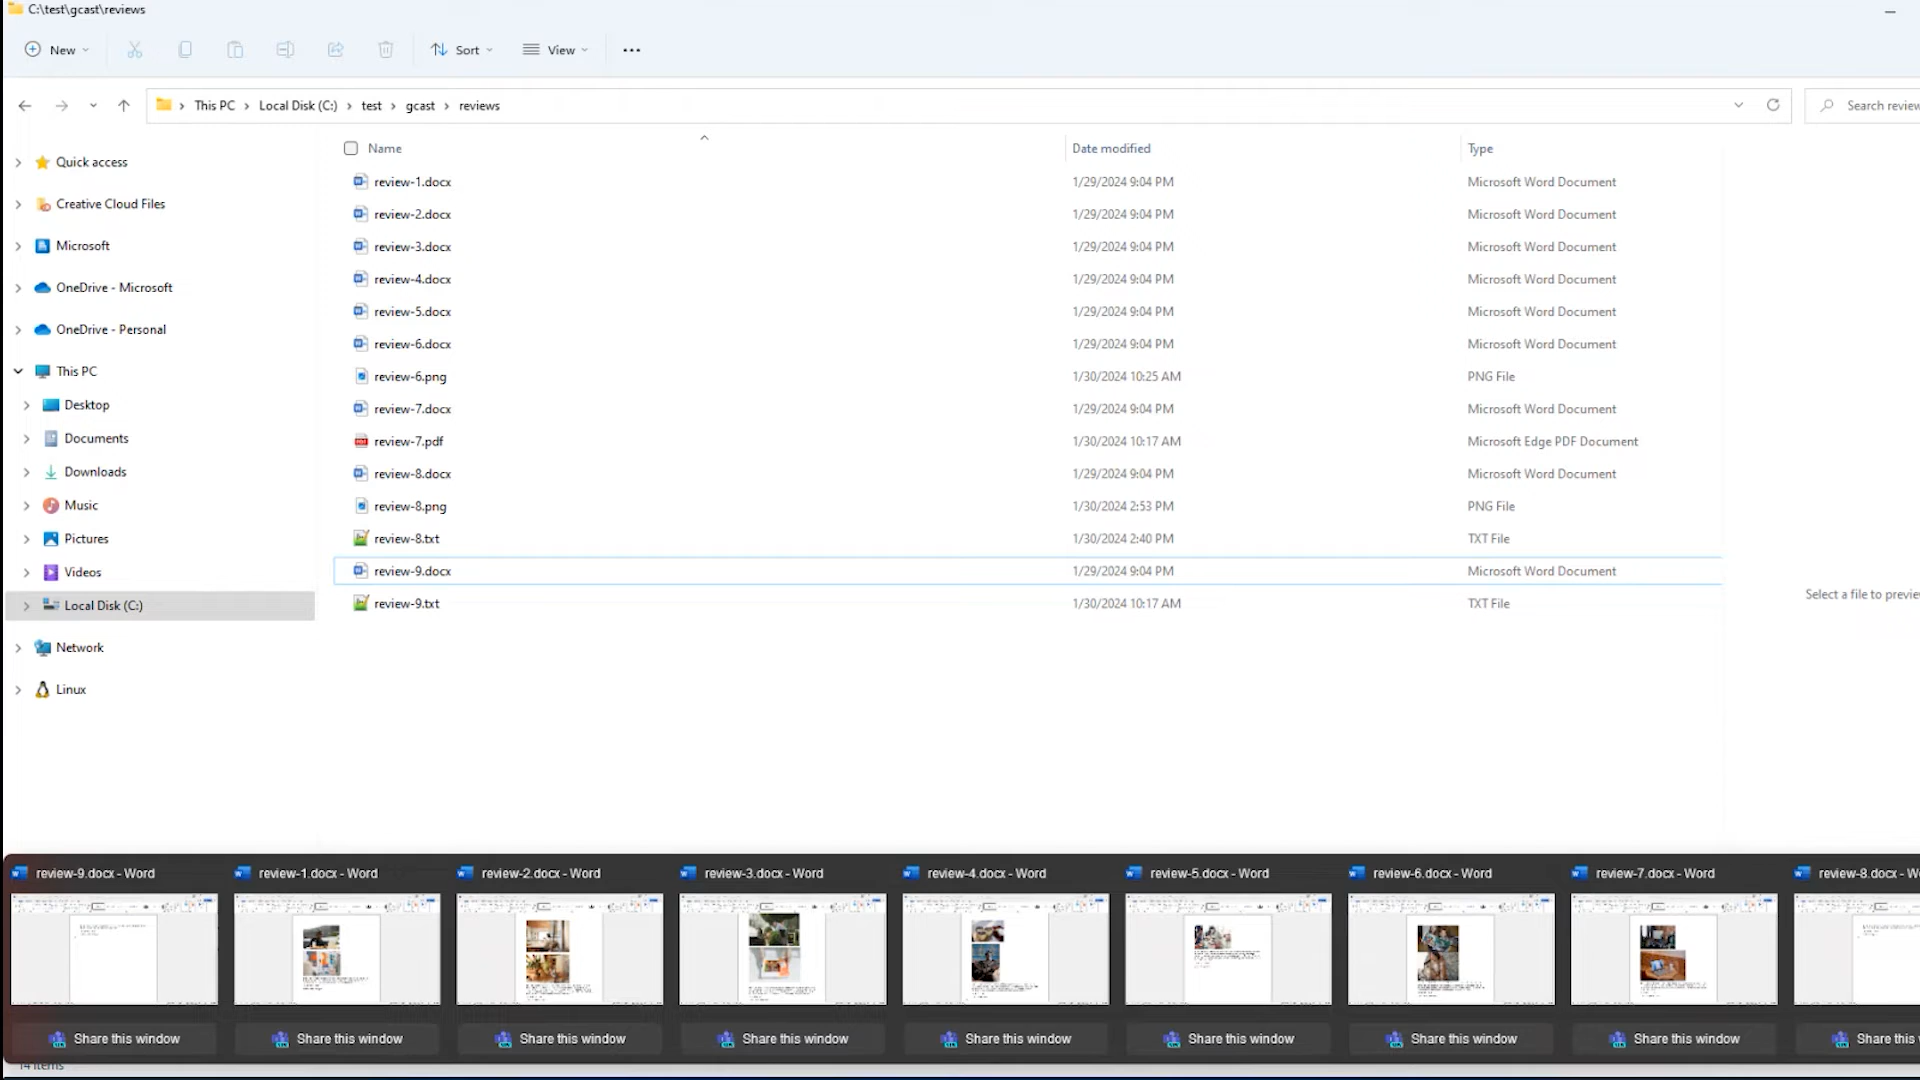 C:\test\gcast\reviews
New
Sort
View
This PC > Local Disk (C:) > test > gcast > reviews
Search review
Name Date modified Type
Quick access
Creative Cloud Files
Microsoft
OneDrive - Microsoft
OneDrive - Personal
This PC
Desktop
Documents
Downloads
Music
Pictures
Videos
Local Disk (C:)
Network
Linux
review-1.docx 1/29/2024 9:04 PM Microsoft Word Document
review-2.docx 1/29/2024 9:04 PM Microsoft Word Document
review-3.docx 1/29/2024 9:04 PM Microsoft Word Document
review-4.docx 1/29/2024 9:04 PM Microsoft Word Document
review-5.docx 1/29/2024 9:04 PM Microsoft Word Document
review-6.docx 1/29/2024 9:04 PM Microsoft Word Document
review-6.png 1/30/2024 10:25 AM PNG File
review-7.docx 1/29/2024 9:04 PM Microsoft Word Document
review-7.pdf 1/30/2024 10:17 AM Microsoft Edge PDF Document
review-8.docx 1/29/2024 9:04 PM Microsoft Word Document
review-8.png 1/30/2024 2:53 PM PNG File
review-8.txt 1/30/2024 2:40 PM TXT File
review-9.docx 1/29/2024 9:04 PM Microsoft Word Document
review-9.txt 1/30/2024 10:17 AM TXT File
Select a file to previe
review-9.docx - Word
review-1.docx - Word
review-2.docx - Word
review-3.docx - Word
review-4.docx - Word
review-5.docx - Word
review-6.docx - Word
review-7.docx - Word
review-8.docx - Wo
Share this window
Share this window
Share this window
Share this window
Share this window
Share this window
Share this window
Share this window
Share this
14 items